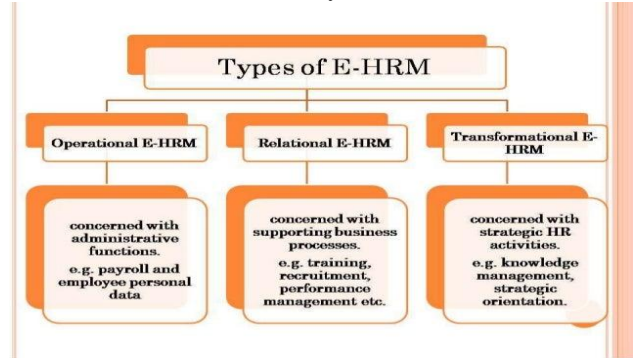 Types of E-HRM
Operational E-HRM
Relational E-HRM
Transformational E-
HRM
concerned with
administrative
functions.
e.g. payroll and
employee personal
data
concerned with
supporting business
processes.
e.g. training,
recruitment,
performance
management etc.
concerned with
strategic HR
activities.
e.g. knowledge
management,
strategic
orientation.